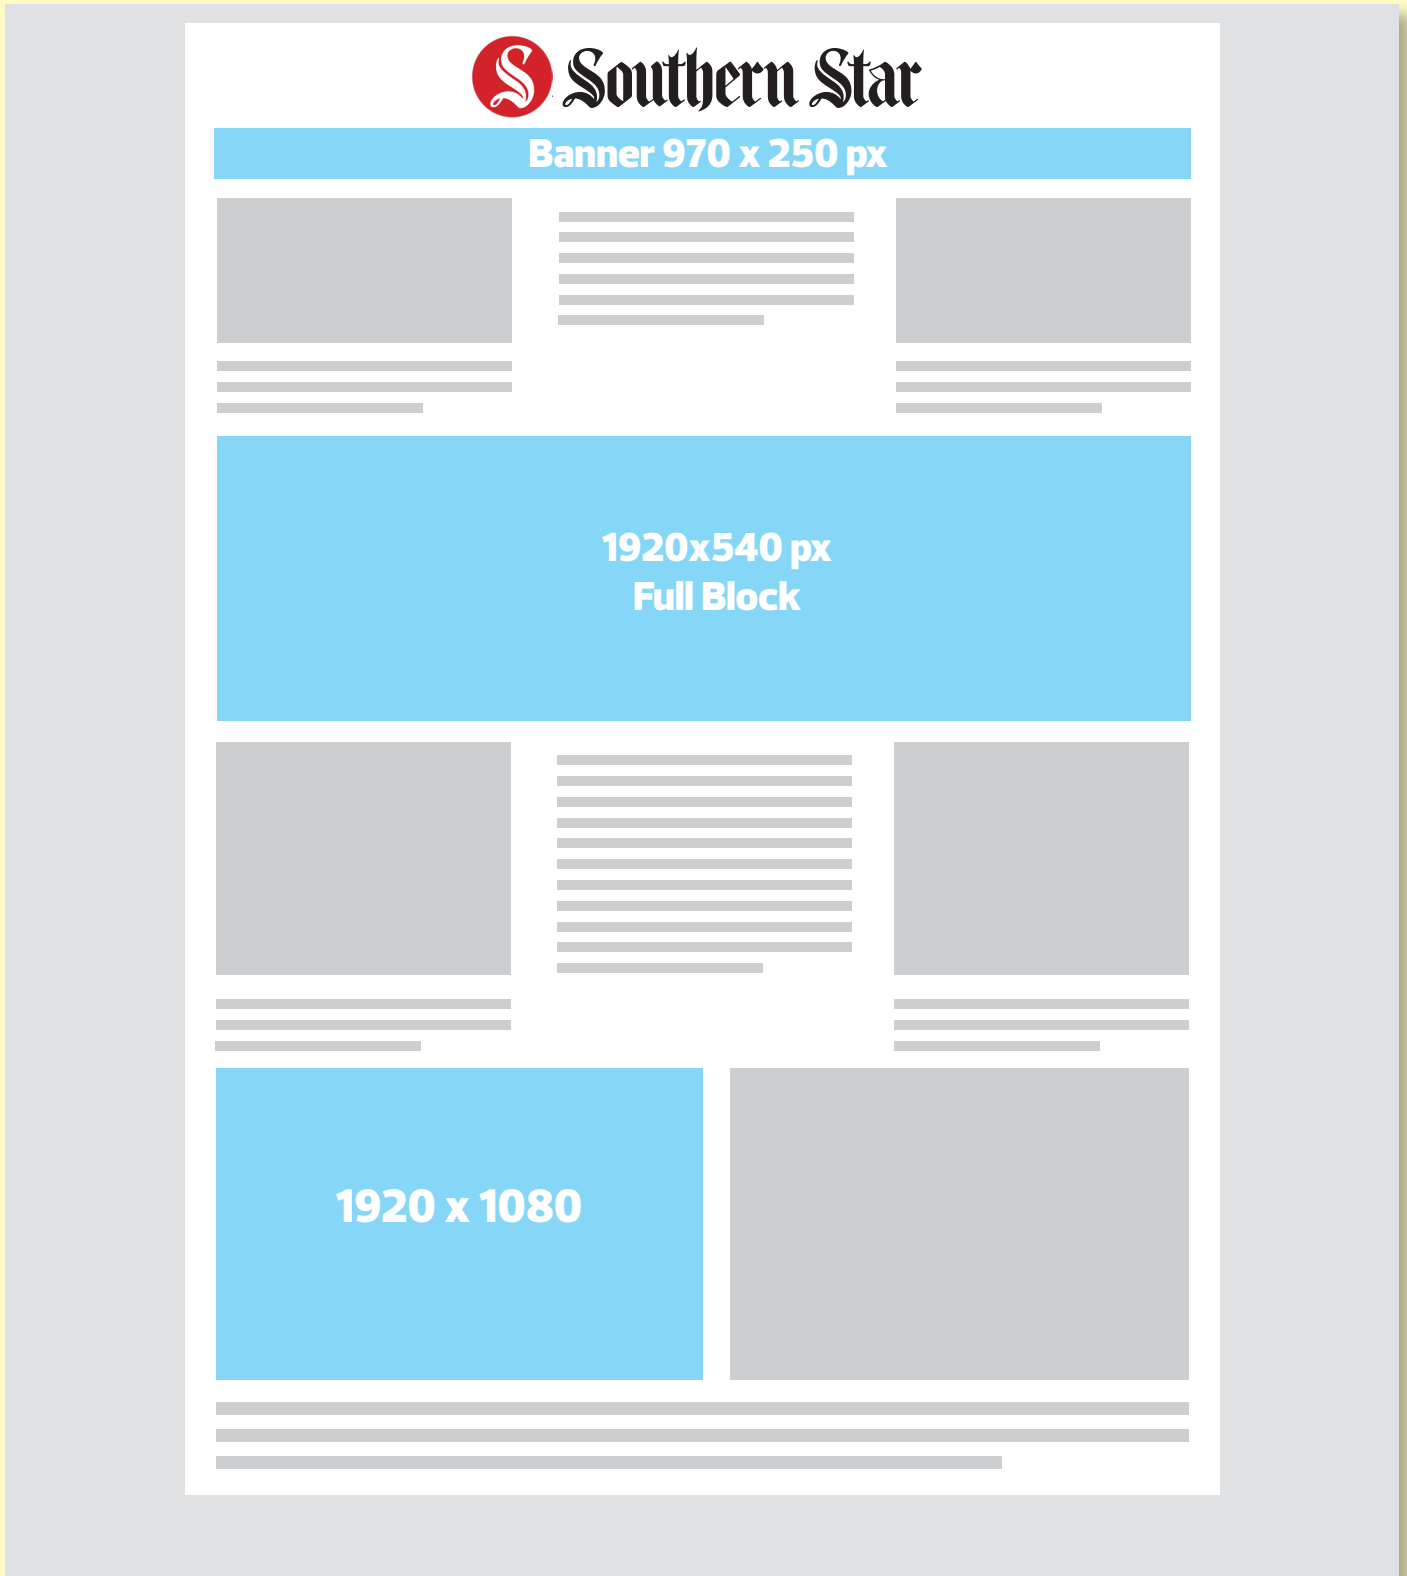 S Southern Star
Banner 970 x 250 px
1920x540 px
Full Block
1920 x 1080